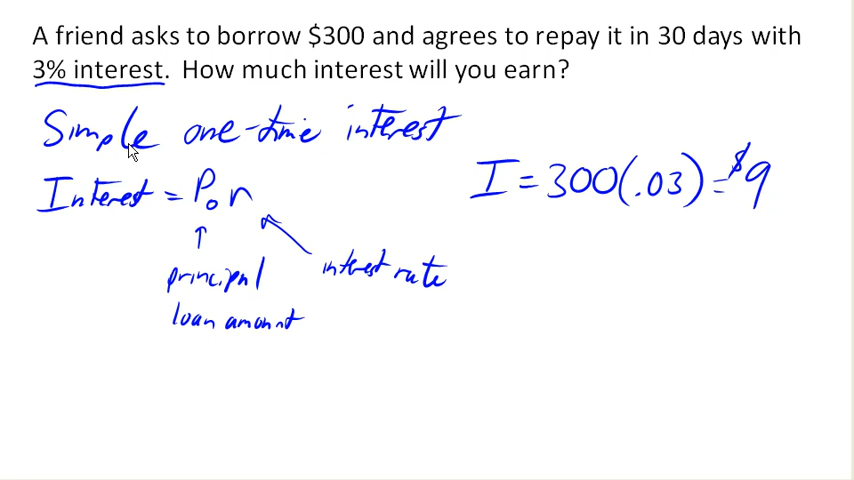 A friend asks to borrow $300 and agrees to repay it in 30 days with
3% interest. How much interest will you earn?
Simple one-time interest
Interest = P₀ r
I = 300(.03) = $9
principal
loan amount
interest rate